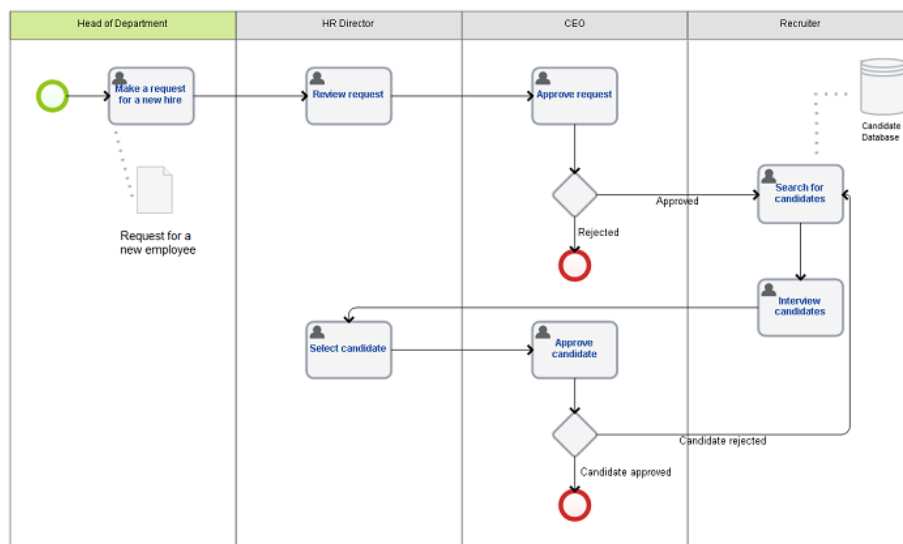 Head of Department
HR Director
CEO
Recruiter
Make a request
for a new hire
Review request
Approve request
Candidate
Database
Search for
candidates
Approved
Request for a
new employee
Rejected
Interview
candidates
Select candidate
Approve
candidate
Candidate rejected
Candidate approved